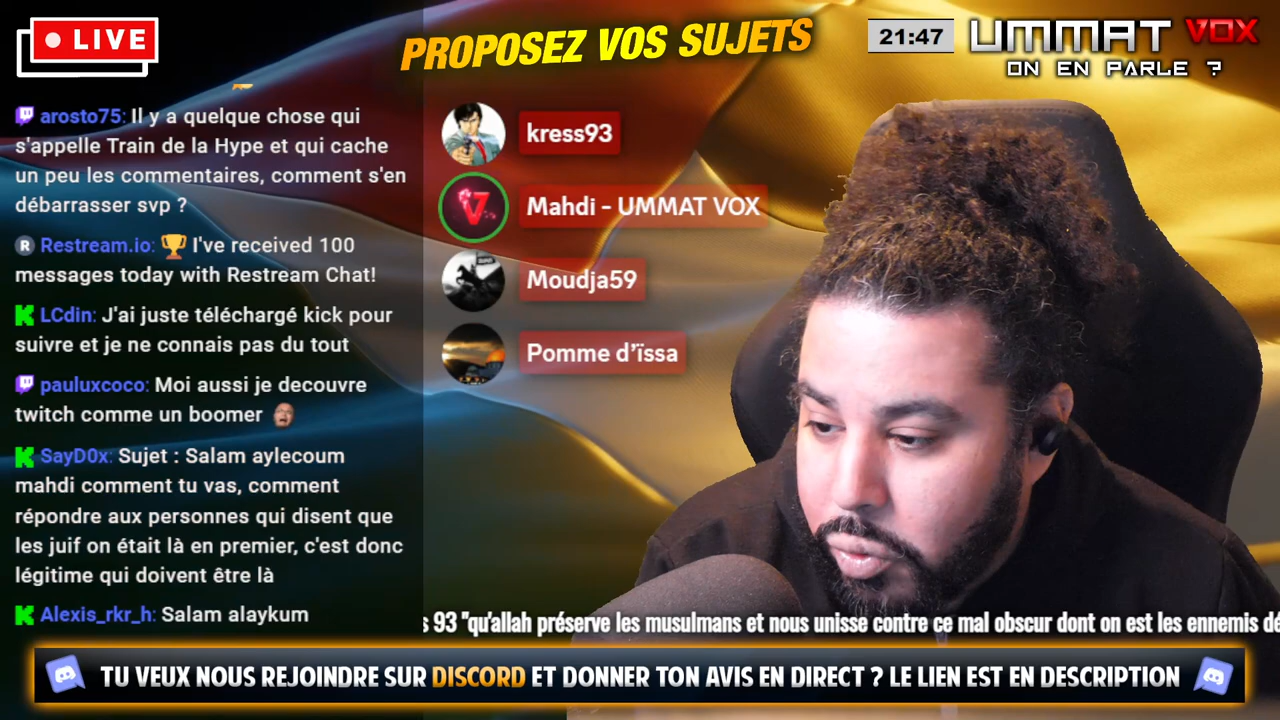 LIVE
PROPOSEZ VOS SUJETS
21:47
UMMAT VOX
ON EN PARLE ?
arosto75: Il y a quelque chose qui
s'appelle Train de la Hype et qui cache
un peu les commentaires, comment s'en
débarrasser svp ?
R Restream.io: 🏆 I've received 100
messages today with Restream Chat!
LCdin: J'ai juste téléchargé kick pour
suivre et je ne connais pas du tout
pauluxcoco: Moi aussi je decouvre
twitch comme un boomer
SayD0x: Sujet : Salam aylecoum
mahdi comment tu vas, comment
répondre aux personnes qui disent que
les juif on était là en premier, c'est donc
légitime qui doivent être là
Alexis_rkr_h: Salam alaykum
kress93
Mahdi - UMMAT VOX
Moudja59
Pomme d'ïssa
93 "qu'allah préserve les musulmans et nous unisse contre ce mal obscur dont on est les ennemis
TU VEUX NOUS REJOINDRE SUR DISCORD ET DONNER TON AVIS EN DIRECT ? LE LIEN EST EN DESCRIPTION